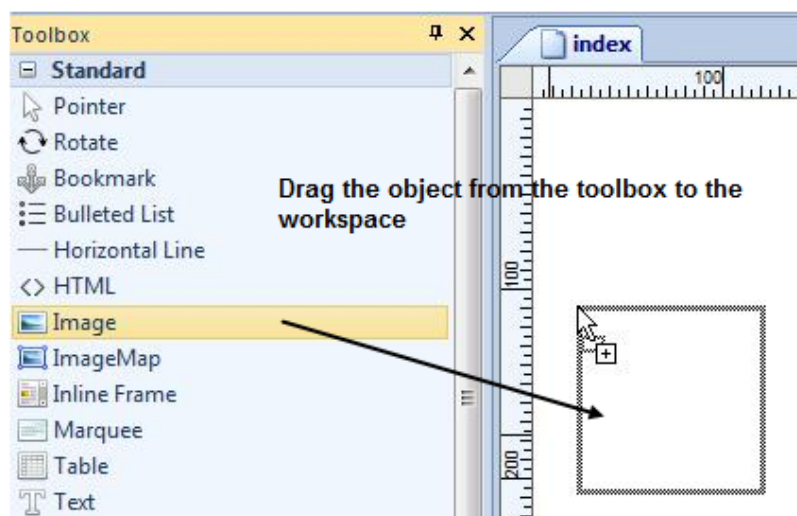 Toolbox
Standard
Pointer
Rotate
Bookmark
Bulleted List
Horizontal Line
HTML
Image
ImageMap
Inline Frame
Marquee
Table
Text
index
100
100
200
Drag the object from the toolbox to the
workspace